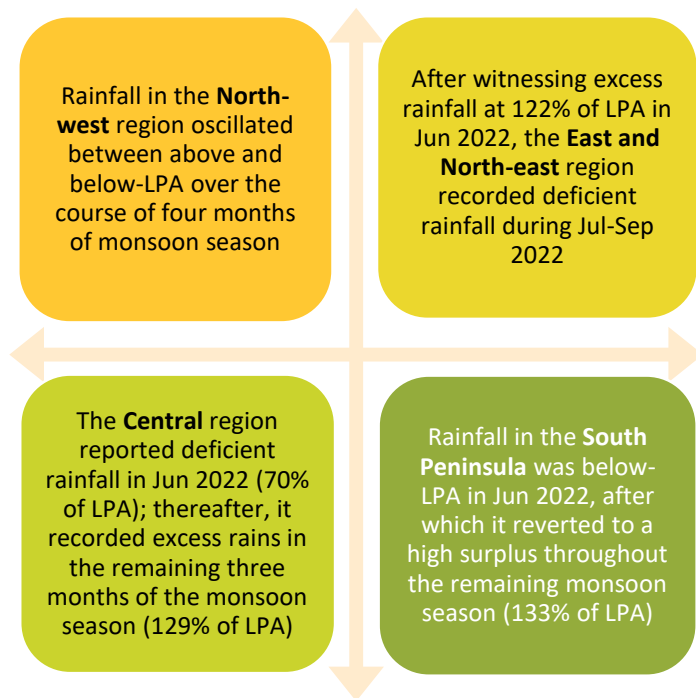 Rainfall in the North-
west region oscillated
between above and
below-LPA over the
course of four months
of monsoon season
After witnessing excess
rainfall at 122% of LPA in
Jun 2022, the East and
North-east region
recorded deficient
rainfall during Jul-Sep
2022
The Central region
reported deficient
rainfall in Jun 2022 (70%
of LPA); thereafter, it
recorded excess rains in
the remaining three
months of the monsoon
season (129% of LPA)
Rainfall in the South
Peninsula was below-
LPA in Jun 2022, after
which it reverted to a
high surplus throughout
the remaining monsoon
season (133% of LPA)